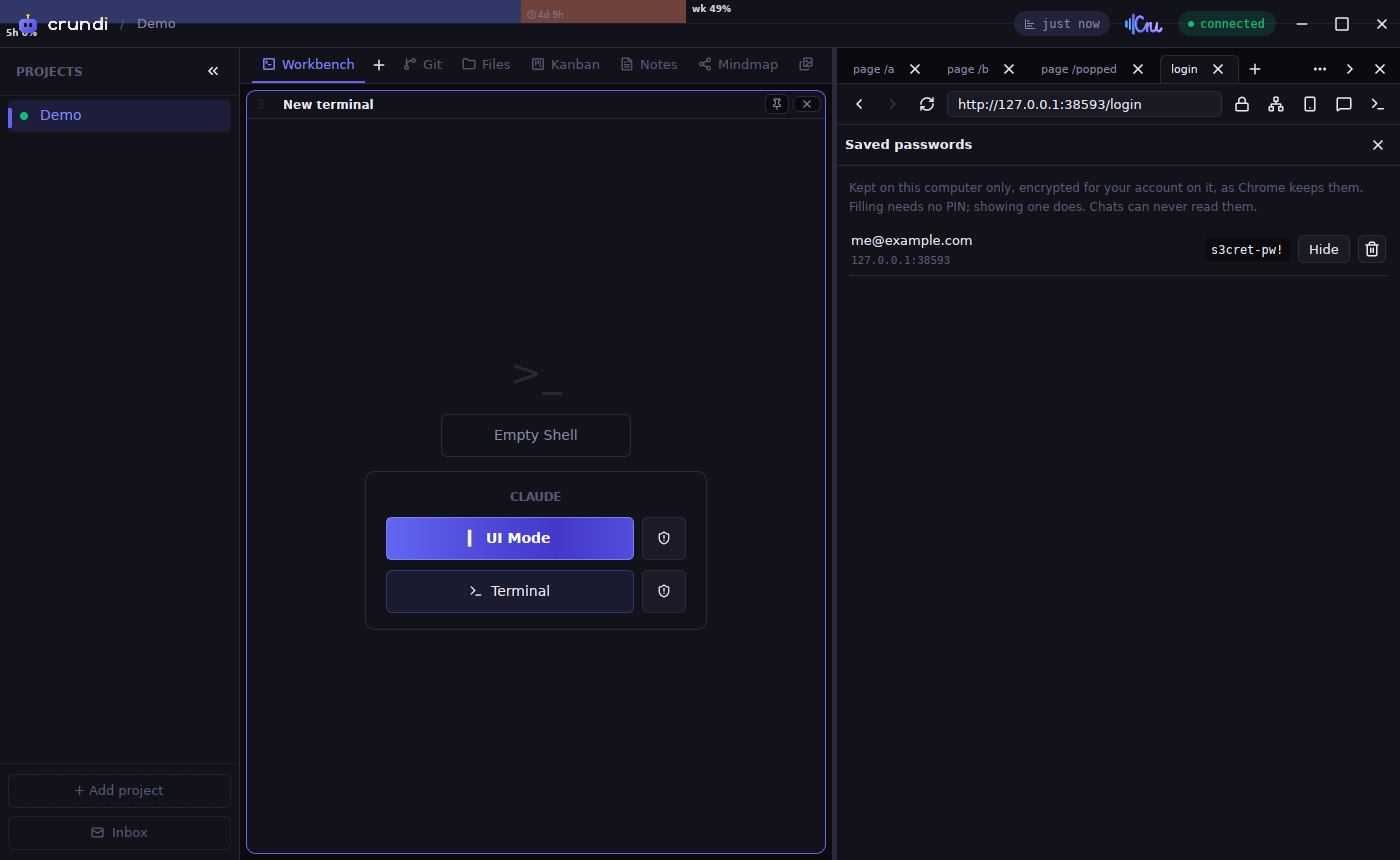 4d 9h
wk 49%
5h 0%
crundi / Demo
just now
Cru
connected
PROJECTS
Demo
+ Add project
Inbox
Workbench
Git
Files
Kanban
Notes
Mindmap
New terminal
>_
Empty Shell
CLAUDE
UI Mode
Terminal
page /a
page /b
page /popped
login
http://127.0.0.1:38593/login
Saved passwords
Kept on this computer only, encrypted for your account on it, as Chrome keeps them.
Filling needs no PIN; showing one does. Chats can never read them.
me@example.com
127.0.0.1:38593
s3cret-pw!
Hide